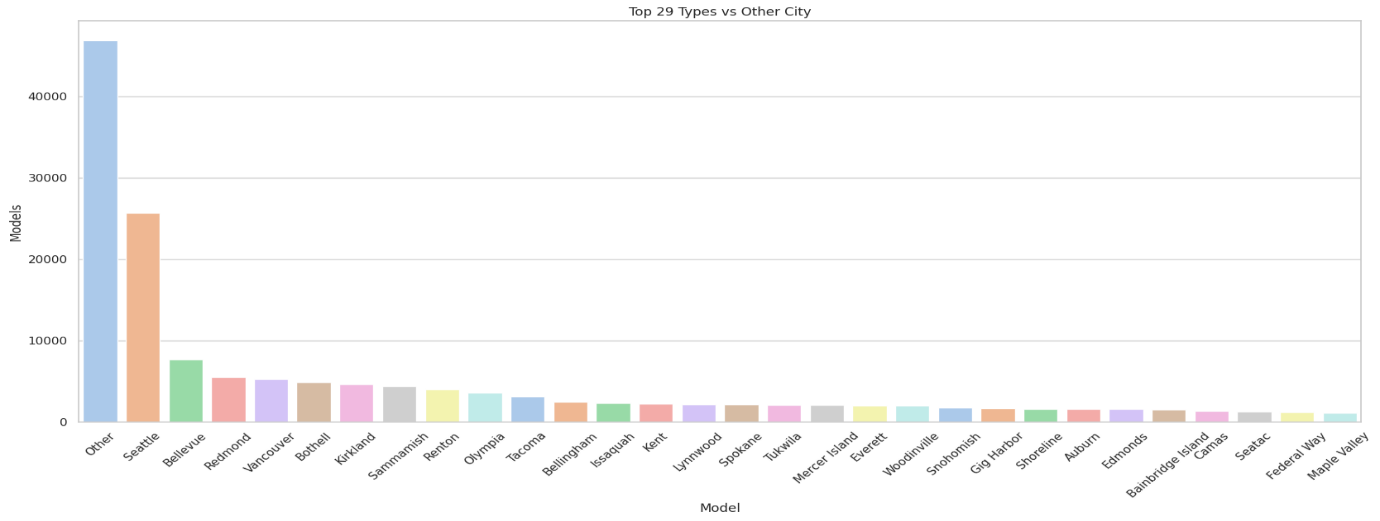 Top 29 Types vs Other City
Models
40000
30000
20000
10000
0
Other
Seattle
Bellevue
Redmond
Vancouver
Bothell
Kirkland
Sammamish
Renton
Olympia
Tacoma
Bellingham
Issaquah
Kent
Lynnwood
Spokane
Tukwila
Mercer Island
Everett
Woodinville
Snohomish
Gig Harbor
Shoreline
Auburn
Edmonds
Bainbridge Island
Camas
Seatac
Federal Way
Maple Valley
Model